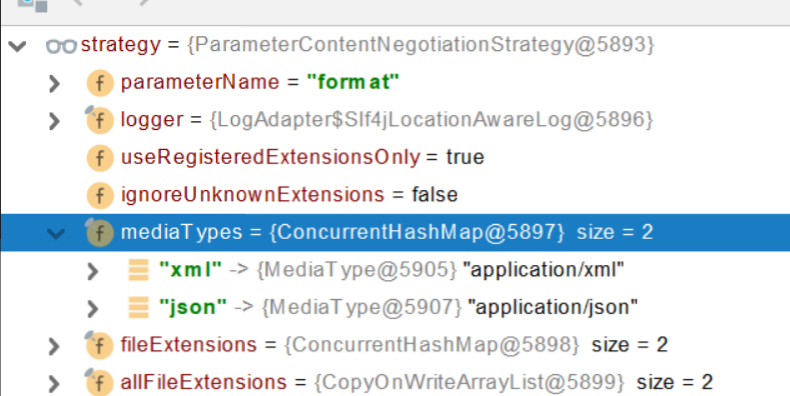 strategy = {ParameterContentNegotiationStrategy@5893}
f parameterName = "format"
f logger = {LogAdapter$Slf4jLocationAwareLog@5896}
f useRegisteredExtensionsOnly = true
f ignoreUnknownExtensions = false
f mediaTypes = {ConcurrentHashMap@5897} size = 2
"xml" -> {MediaType@5905} "application/xml"
"json" -> {MediaType@5907} "application/json"
f fileExtensions = {ConcurrentHashMap@5898} size = 2
f allFileExtensions = {CopyOnWriteArrayList@5899} size = 2